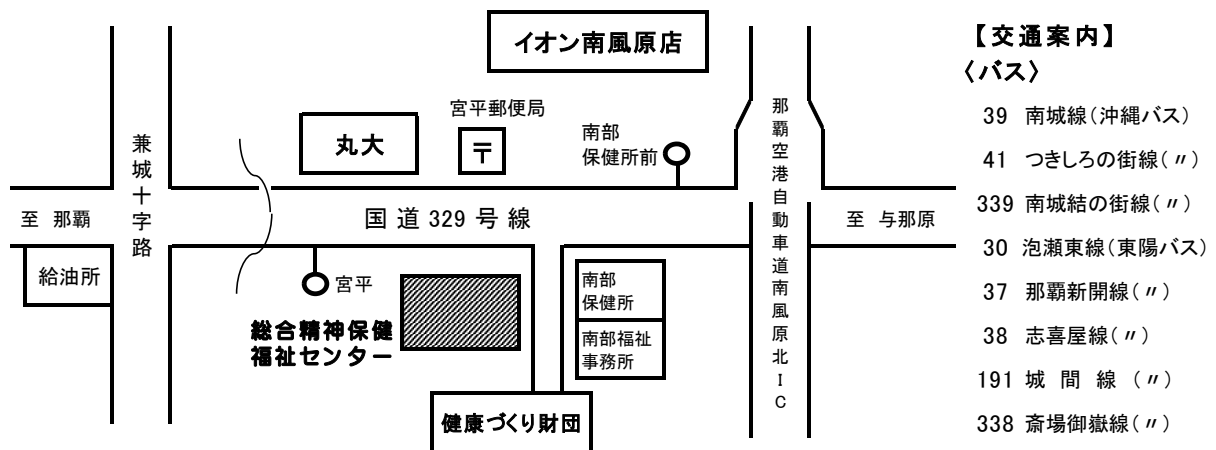 イオン南風原店
宮平郵便局
〒
丸大
南部
保健所前
兼城十字路
那覇空港自動車道南風原北IC
至 那覇
国道329号線
至 与那原
給油所
宮平
総合精神保健
福祉センター
南部
保健所
南部福祉
事務所
健康づくり財団
【交通案内】
〈バス〉
39 南城線(沖縄バス)
41 つきしろの街線(〃)
339 南城結の街線(〃)
30 泡瀬東線(東陽バス)
37 那覇新開線(〃)
38 志喜屋線(〃)
191 城間線(〃)
338 斎場御嶽線(〃)